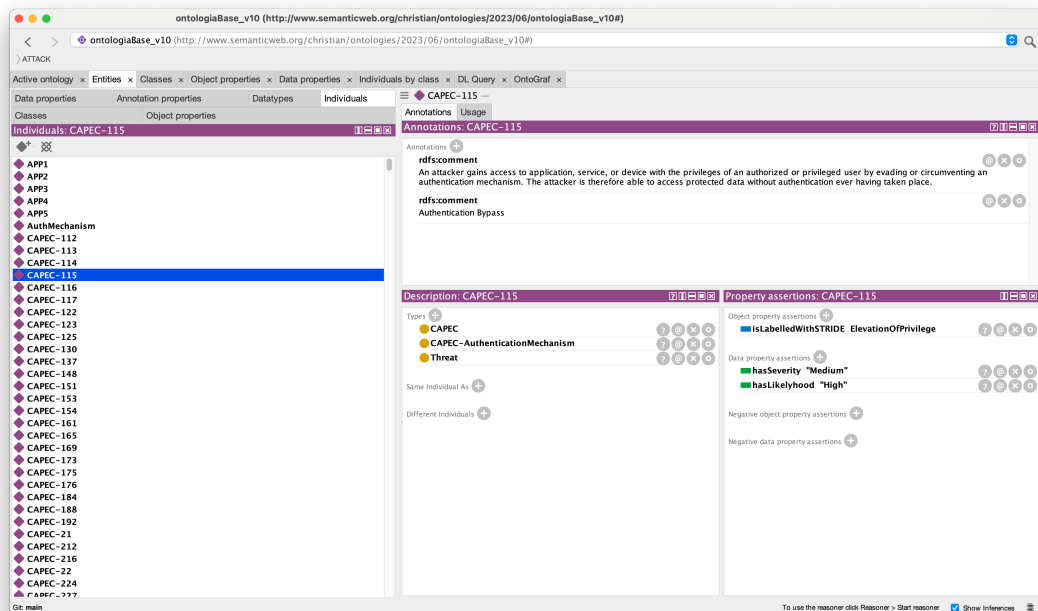 ontologiaBase_v10 (http://www.semanticweb.org/christian/ontologies/2023/06/ontologiaBase_v10#)
ontologiaBase_v10 (http://www.semanticweb.org/christian/ontologies/2023/06/ontologiaBase_v10#)
ATTACK
Active ontology × Entities × Classes × Object properties × Data properties × Individuals by class × DL Query × OntoGraf ×
Data properties Annotation properties Datatypes Individuals
Classes Object properties
Individuals: CAPEC-115
APP1
APP2
APP3
APP4
APP5
AuthMechanism
CAPEC-112
CAPEC-113
CAPEC-114
CAPEC-115
CAPEC-116
CAPEC-117
CAPEC-122
CAPEC-123
CAPEC-125
CAPEC-130
CAPEC-137
CAPEC-148
CAPEC-151
CAPEC-153
CAPEC-154
CAPEC-161
CAPEC-165
CAPEC-169
CAPEC-173
CAPEC-175
CAPEC-176
CAPEC-184
CAPEC-188
CAPEC-192
CAPEC-21
CAPEC-212
CAPEC-216
CAPEC-22
CAPEC-224
CAPEC-227
CAPEC-115
Annotations Usage
Annotations: CAPEC-115
Annotations
rdfs:comment
An attacker gains access to application, service, or device with the privileges of an authorized or privileged user by evading or circumventing an
authentication mechanism. The attacker is therefore able to access protected data without authentication ever having taken place.
rdfs:comment
Authentication Bypass
Description: CAPEC-115
Types
CAPEC
CAPEC-AuthenticationMechanism
Threat
Same Individual As
Different Individuals
Property assertions: CAPEC-115
Object property assertions
isLabelledWithSTRIDE ElevationOfPrivilege
Data property assertions
hasSeverity "Medium"
hasLikelyhood "High"
Negative object property assertions
Negative data property assertions
Git: main
To use the reasoner click Reasoner > Start reasoner Show Inferences